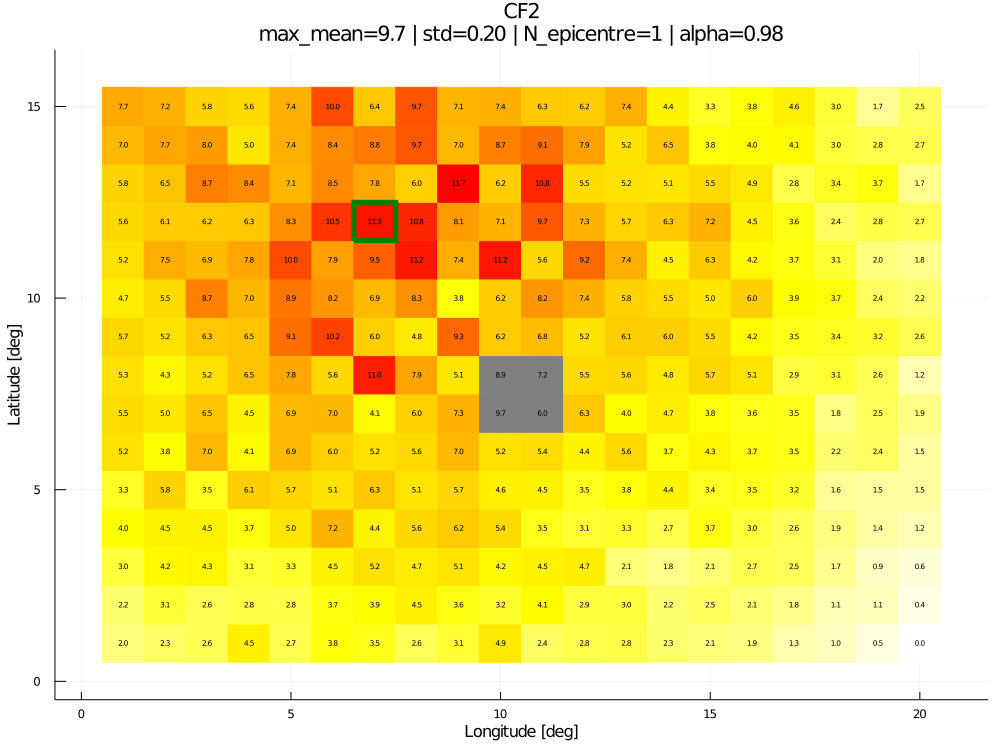 CF2
max_mean=9.7 | std=0.20 | N_epicentre=1 | alpha=0.98
15 7.7 7.2 5.8 5.6 7.4 10.0 6.4 9.7 7.1 7.4 6.3 6.2 7.4 4.4 3.3 3.8 4.6 3.0 1.7 2.5
7.0 7.7 8.0 5.0 7.4 8.4 8.8 9.7 7.0 8.7 9.1 7.9 5.2 6.5 3.8 4.0 4.1 3.0 2.8 2.7
5.8 6.5 8.7 8.4 7.1 8.5 7.8 6.0 11.7 6.2 10.8 5.5 5.2 5.1 5.5 4.9 2.8 3.4 3.7 1.7
5.6 6.1 6.2 6.3 8.3 10.5 11.3 10.8 8.1 7.1 9.7 7.3 5.7 6.3 7.2 4.5 3.6 2.4 2.8 2.7
5.2 7.5 6.9 7.8 10.0 7.9 9.5 11.2 7.4 11.2 5.6 9.2 7.4 4.5 6.3 4.2 3.7 3.1 2.0 1.8
10 4.7 5.5 8.7 7.0 8.9 8.2 6.9 8.3 3.8 6.2 8.2 7.4 5.8 5.5 5.0 6.0 3.9 3.7 2.4 2.2
5.7 6.2 6.3 6.5 9.1 10.2 6.0 4.8 9.3 6.2 6.8 5.2 6.1 6.0 5.5 4.2 3.5 3.4 3.2 2.6
5.3 4.3 5.2 6.5 7.8 5.6 11.0 7.9 5.1 8.9 7.2 5.5 5.6 4.8 5.7 5.1 2.9 3.1 2.6 1.2
5.5 5.0 6.5 4.5 6.9 7.0 4.1 6.0 7.3 9.7 6.0 6.3 4.0 4.7 3.8 3.6 3.5 1.8 2.5 1.9
5.2 3.8 7.0 4.1 6.9 6.0 5.2 5.6 7.0 5.2 5.4 4.4 5.6 3.7 4.3 3.7 3.5 2.2 2.4 1.5
5 3.3 5.8 3.5 6.1 5.7 5.1 6.3 5.1 5.7 4.6 4.5 3.5 3.8 4.4 3.4 3.5 3.2 1.6 1.5 1.5
4.0 4.5 4.5 3.7 5.0 7.2 4.4 5.6 6.2 5.4 3.5 3.1 3.3 2.7 3.7 3.0 2.6 1.9 1.4 1.2
3.0 4.2 4.3 3.1 3.3 4.5 5.2 4.7 5.1 4.2 4.5 4.7 2.1 1.8 2.1 2.7 2.5 1.7 0.9 0.6
2.2 3.1 2.6 2.8 2.8 3.7 3.9 4.5 3.6 3.2 4.1 2.9 3.0 2.2 2.5 2.1 1.8 1.1 1.1 0.4
2.0 2.3 2.6 4.5 2.7 3.8 3.5 2.6 3.1 4.9 2.4 2.8 2.8 2.3 2.1 1.9 1.3 1.0 0.5 0.0
0
0 5 10 15 20
Longitude [deg]
Latitude [deg]